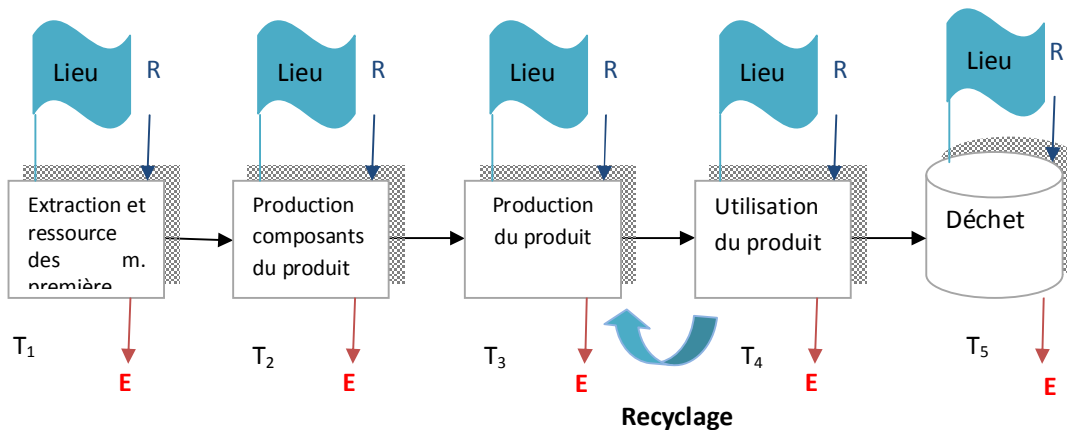 Lieu
R
Lieu
R
Lieu
R
Lieu
R
Lieu
R
Extraction et
ressource
des m.
première
Production
composants
du produit
Production
du produit
Utilisation
du produit
Déchet
T1
E
T2
E
T3
E
T4
E
T5
E
Recyclage